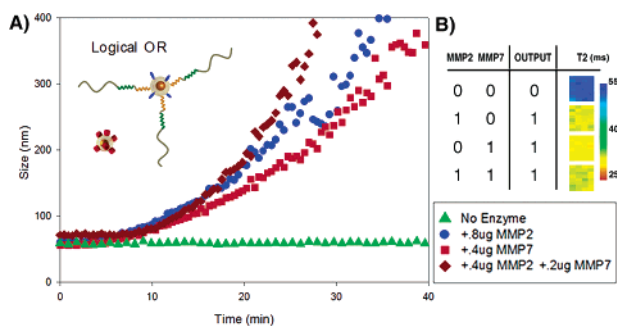 A)
Logical OR
Size (nm)
400
300
200
100
0
0 10 20 30 40
Time (min)
B)
MMP2 MMP7 OUTPUT T2 (ms)
0 0 0
1 0 1
0 1 1
1 1 1
55
40
25
No Enzyme
+.8ug MMP2
+.4ug MMP7
+.4ug MMP2 +.2ug MMP7